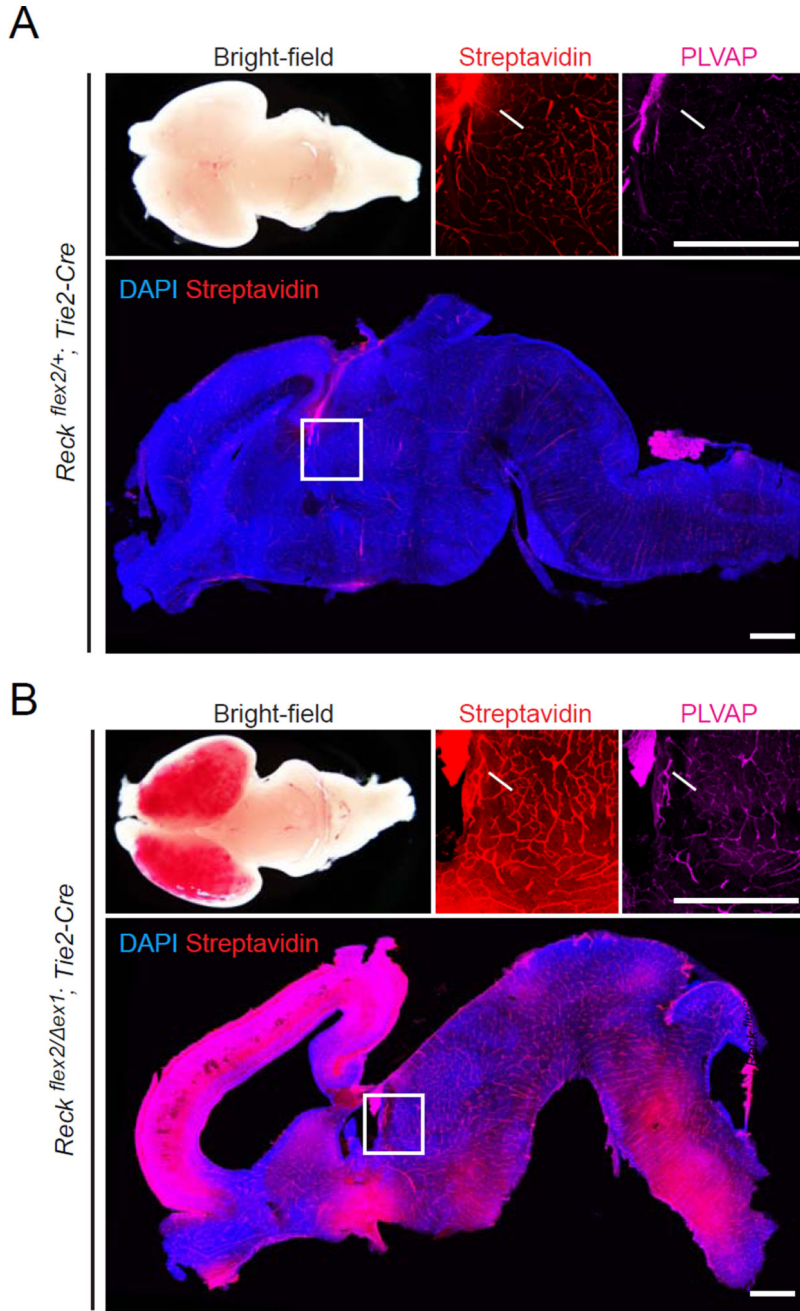 A
Bright-field
Streptavidin
PLVAP
Reck flex2/+; Tie2-Cre
DAPI Streptavidin
B
Bright-field
Streptavidin
PLVAP
Reck flex2/Δex1; Tie2-Cre
DAPI Streptavidin